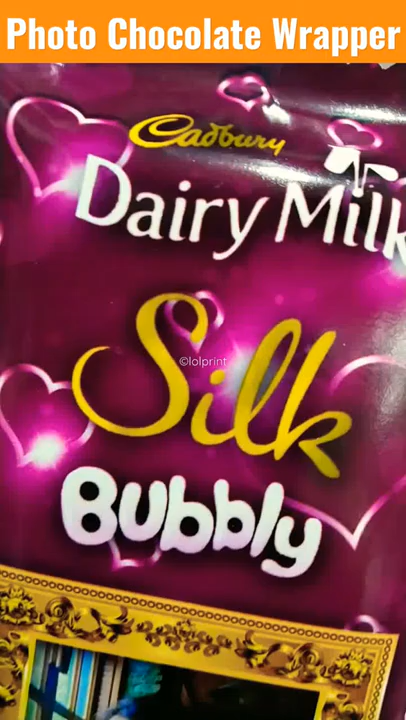 Photo Chocolate Wrapper
Cadbury
Dairy Milk
©lolprint
Silk
Bubbly